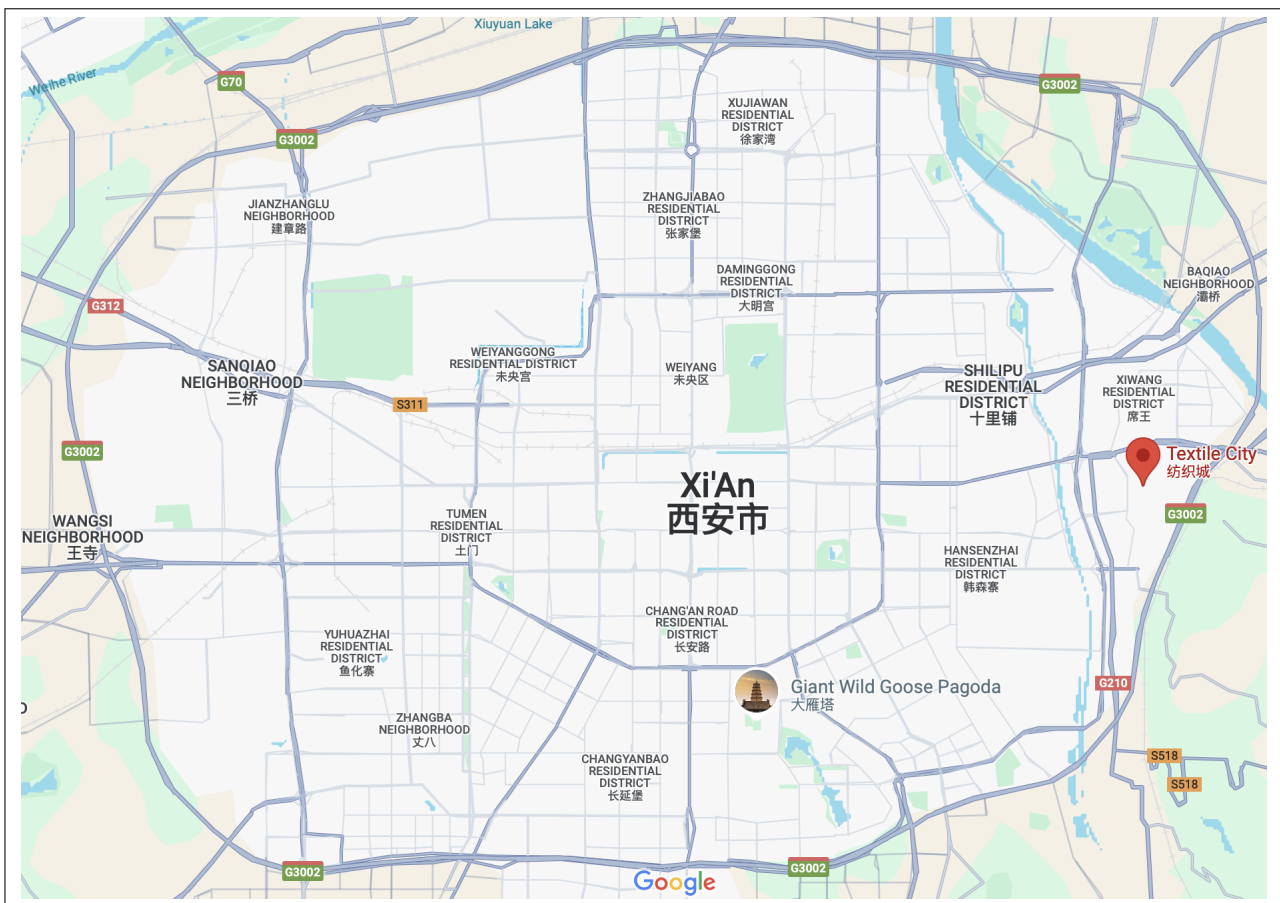 Xiuyuan Lake
Weihe River
G70
G3002
G3002
XUJIAWAN
RESIDENTIAL
DISTRICT
徐家湾
JIANZHANGLU
NEIGHBORHOOD
建章路
ZHANGJIABAO
RESIDENTIAL
DISTRICT
张家堡
DAMINGGONG
RESIDENTIAL
DISTRICT
大明宫
BAQIAO
NEIGHBORHOOD
灞桥
G312
SANQIAO
NEIGHBORHOOD
三桥
WEIYANGGONG
RESIDENTIAL DISTRICT
未央宫
WEIYANG
未央区
SHILIPU
RESIDENTIAL
DISTRICT
十里铺
XIWANG
RESIDENTIAL
DISTRICT
席王
S311
G3002
Textile City
纺织城
Xi'An
西安市
G3002
WANGSI
NEIGHBORHOOD
王寺
TUMEN
RESIDENTIAL
DISTRICT
土门
HANSENZHAI
RESIDENTIAL
DISTRICT
韩森寨
CHANG'AN ROAD
RESIDENTIAL
DISTRICT
长安路
YUHUAZHAI
RESIDENTIAL
DISTRICT
鱼化寨
Giant Wild Goose Pagoda
大雁塔
G210
ZHANGBA
NEIGHBORHOOD
丈八
CHANGYANBAO
RESIDENTIAL
DISTRICT
长延堡
S518
S518
G3002
G3002
Google